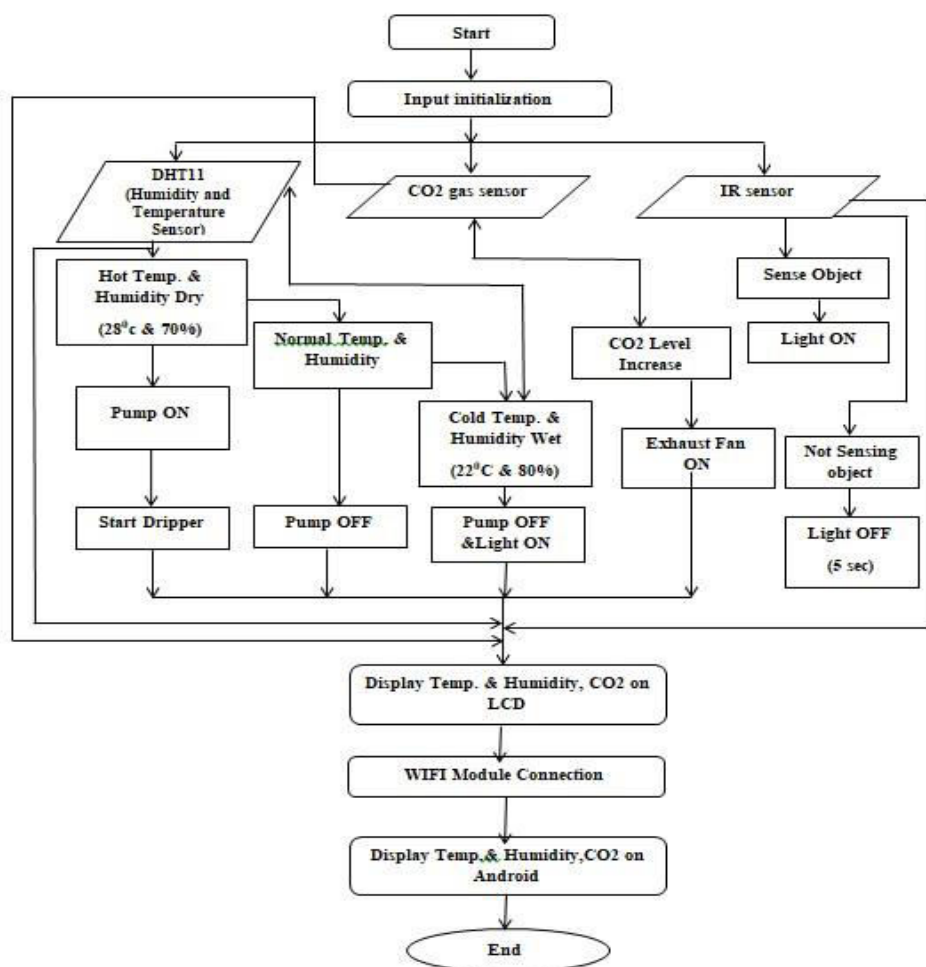 Start
Input initialization
DHT11
(Humidity and
Temperature
Sensor)
CO2 gas sensor
IR sensor
Hot Temp. &
Humidity Dry
(28⁰c & 70%)
Normal Temp. &
Humidity
Sense Object
CO2 Level
Increase
Light ON
Pump ON
Cold Temp. &
Humidity Wet
(22⁰C & 80%)
Exhaust Fan
ON
Not Sensing
object
Start Dripper
Pump OFF
Pump OFF
&Light ON
Light OFF
(5 sec)
Display Temp. & Humidity, CO2 on
LCD
WIFI Module Connection
Display Temp,& Humidity,CO2 on
Android
End